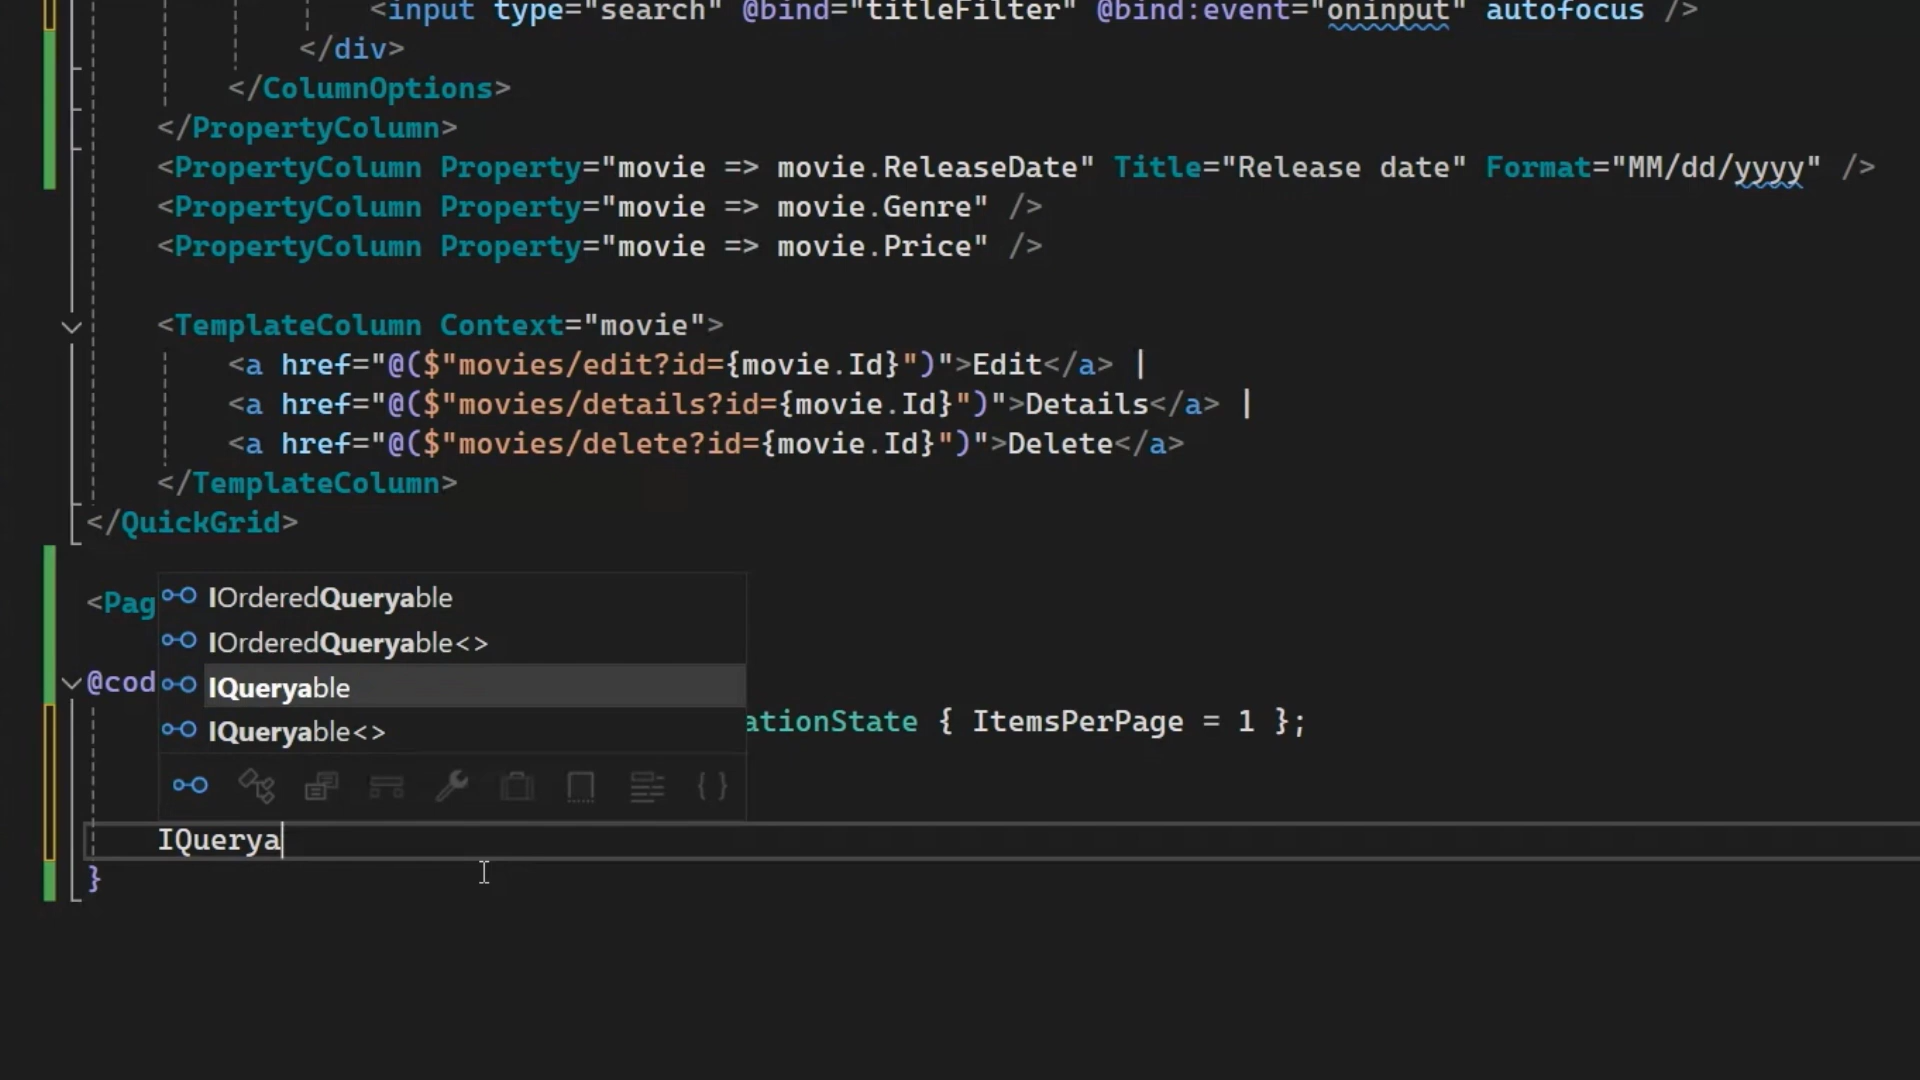 <input type="search" @bind="titleFilter" @bind:event="oninput" autofocus />
</div>
</ColumnOptions>
</PropertyColumn>
<PropertyColumn Property="movie => movie.ReleaseDate" Title="Release date" Format="MM/dd/yyyy" />
<PropertyColumn Property="movie => movie.Genre" />
<PropertyColumn Property="movie => movie.Price" />
<TemplateColumn Context="movie">
<a href="@($"movies/edit?id={movie.Id}")">Edit</a> |
<a href="@($"movies/details?id={movie.Id}")">Details</a> |
<a href="@($"movies/delete?id={movie.Id}")">Delete</a>
</TemplateColumn>
</QuickGrid>
<Pag
IOrderedQueryable
IOrderedQueryable<>
@cod
IQueryable
ationState { ItemsPerPage = 1 };
IQueryable<>
IQuerya
}